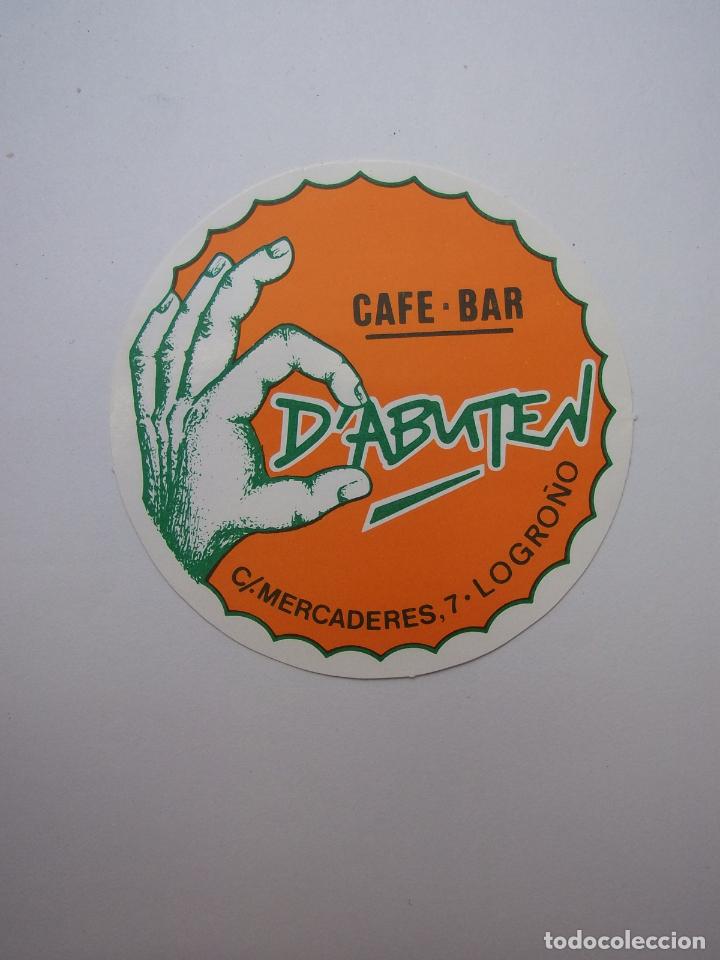 CAFE · BAR
D'ABUTEN
C/. MERCADERES, 7 · LOGROÑO
todocoleccion